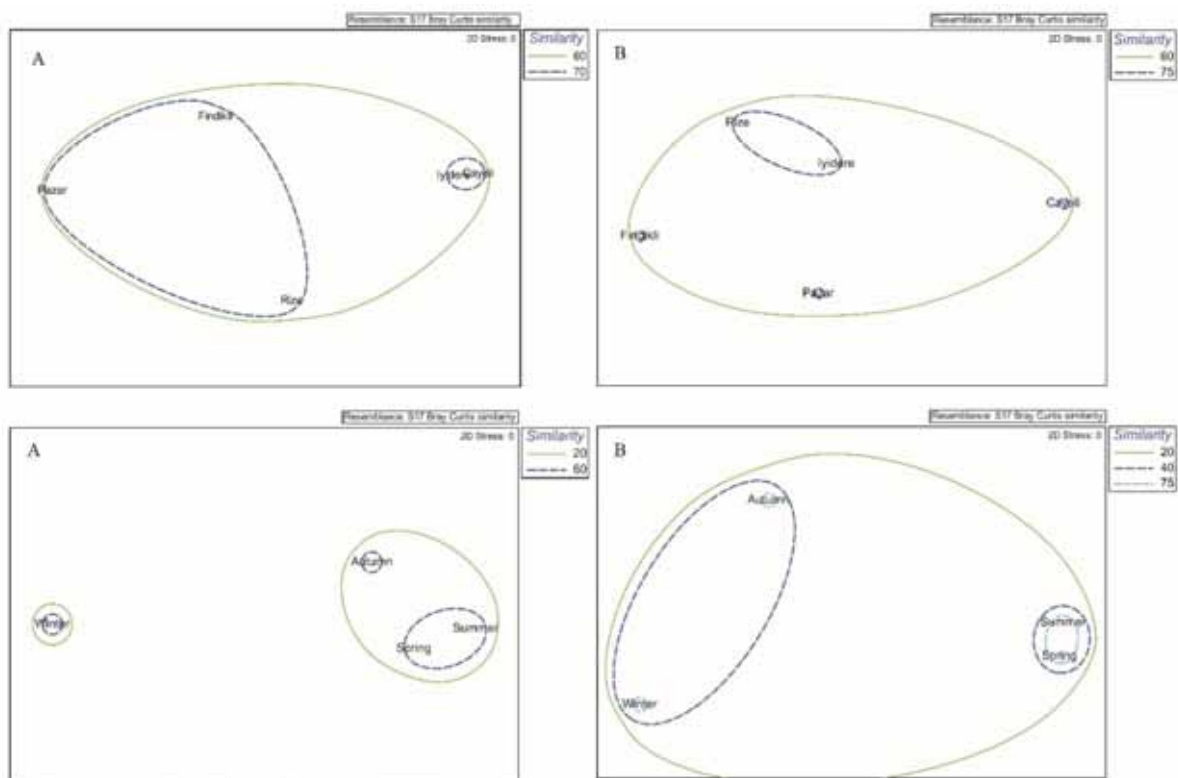 Resemblance: S17 Bray Curtis similarity
A
2D Stress: 0
Similarity
60
70
Findikli
Pazar
Rize
Resemblance: S17 Bray Curtis similarity
B
2D Stress: 0
Similarity
60
75
Rize
Iyidere
Resemblance: S17 Bray Curtis similarity
A
2D Stress: 0
Similarity
20
60
Autumn
Winter
Summer
Spring
Resemblance: S17 Bray Curtis similarity
B
2D Stress: 0
Similarity
20
40
75
Autumn
Summer
Spring
Winter